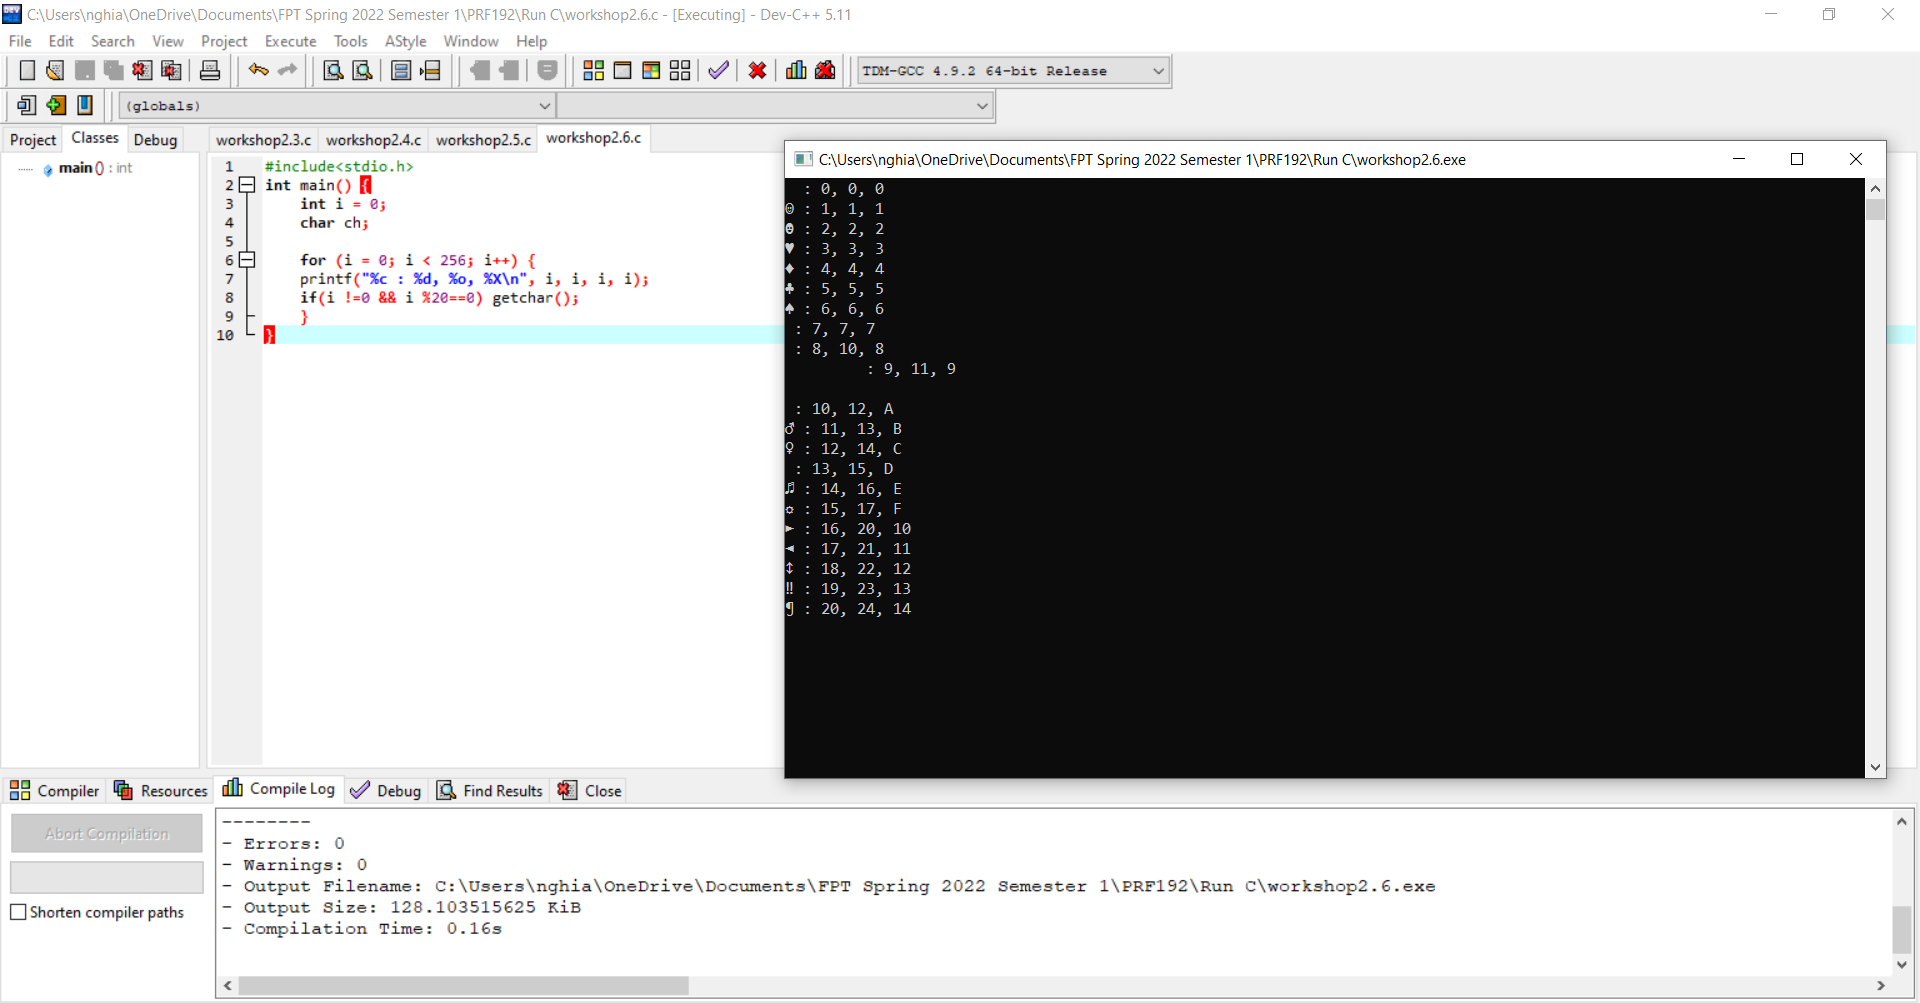 C:\Users\nghia\OneDrive\Documents\FPT Spring 2022 Semester 1\PRF192\Run C\workshop2.6.c - [Executing] - Dev-C++ 5.11
File Edit Search View Project Execute Tools AStyle Window Help
TDM-GCC 4.9.2 64-bit Release
(globals)
Project Classes Debug
workshop2.3.c workshop2.4.c workshop2.5.c workshop2.6.c
main () : int
1 #include<stdio.h>
2 int main() {
3 int i = 0;
4 char ch;
5
6 for (i = 0; i < 256; i++) {
7 printf("%c : %d, %o, %X\n", i, i, i, i);
8 if(i !=0 && i %20==0) getchar();
9 }
10 }
C:\Users\nghia\OneDrive\Documents\FPT Spring 2022 Semester 1\PRF192\Run C\workshop2.6.exe
: 0, 0, 0
☺ : 1, 1, 1
☻ : 2, 2, 2
♥ : 3, 3, 3
♦ : 4, 4, 4
♣ : 5, 5, 5
♠ : 6, 6, 6
: 7, 7, 7
: 8, 10, 8
: 9, 11, 9
: 10, 12, A
♂ : 11, 13, B
♀ : 12, 14, C
: 13, 15, D
♫ : 14, 16, E
☼ : 15, 17, F
► : 16, 20, 10
◄ : 17, 21, 11
↕ : 18, 22, 12
‼ : 19, 23, 13
¶ : 20, 24, 14
Compiler Resources Compile Log Debug Find Results Close
Abort Compilation
Shorten compiler paths
--------
- Errors: 0
- Warnings: 0
- Output Filename: C:\Users\nghia\OneDrive\Documents\FPT Spring 2022 Semester 1\PRF192\Run C\workshop2.6.exe
- Output Size: 128.103515625 KiB
- Compilation Time: 0.16s